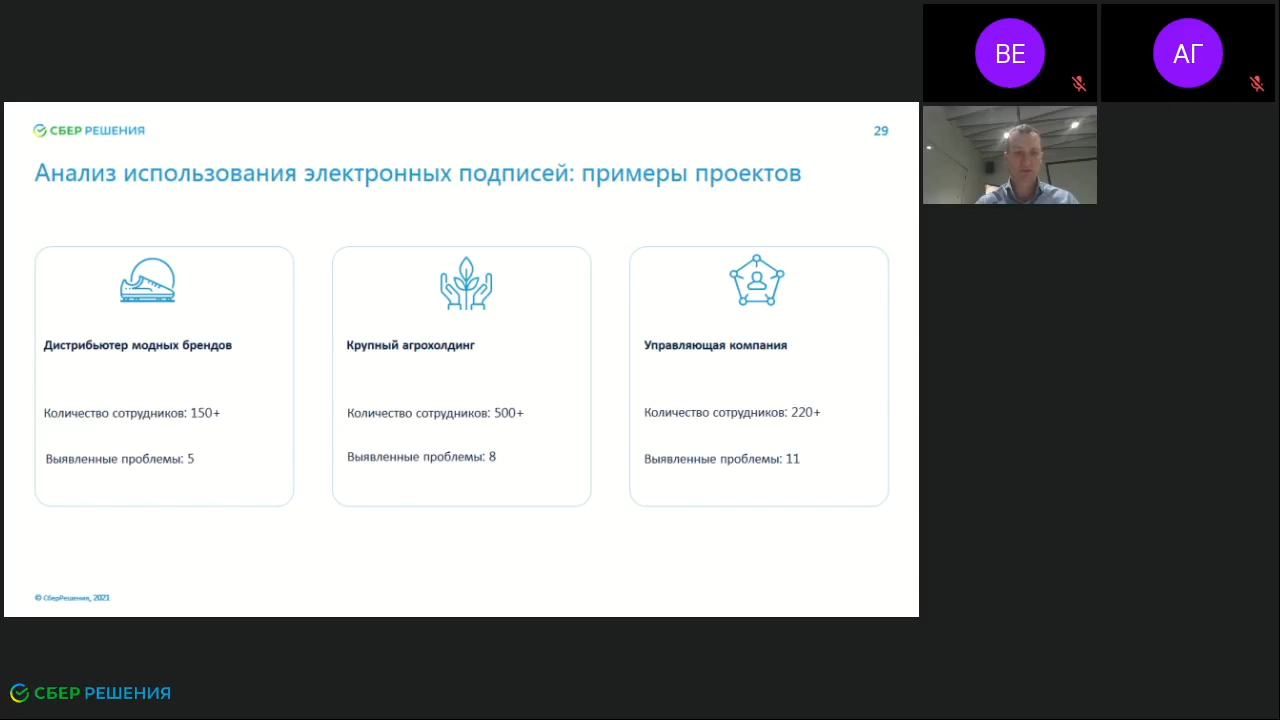 ВЕ
АГ
СБЕР РЕШЕНИЯ
29
Анализ использования электронных подписей: примеры проектов
Дистрибьютер модных брендов
Количество сотрудников: 150+
Выявленные проблемы: 5
Крупный агрохолдинг
Количество сотрудников: 500+
Выявленные проблемы: 8
Управляющая компания
Количество сотрудников: 220+
Выявленные проблемы: 11
© СберРешения, 2021
СБЕР РЕШЕНИЯ